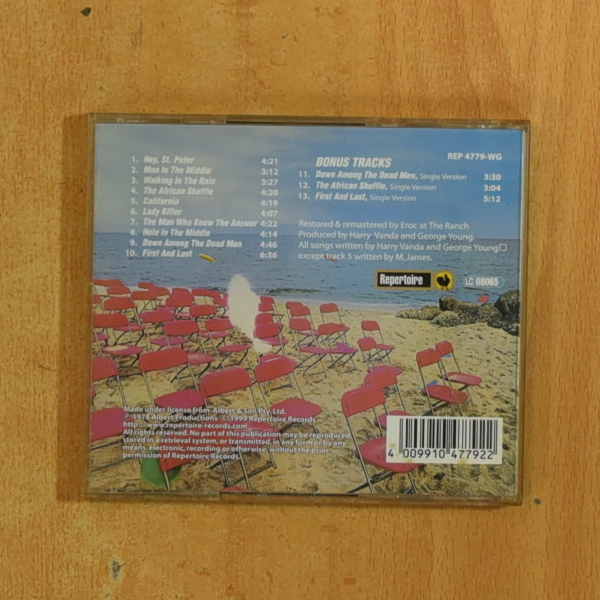 1. Hey, St. Peter 4:21
2. Man In The Middle 3:12
3. Walking In The Rain 3:27
4. The African Shuffle 4:20
5. California 4:19
6. Lady Killer 4:07
7. The Man Who Knew The Answer 4:22
8. Hole In The Middle 4:14
9. Down Among The Dead Men 4:46
10. First And Last 6:36
REP 4779-WG
BONUS TRACKS
11. Down Among The Dead Men, Single Version 3:30
12. The African Shuffle, Single Version 3:04
13. First And Last, Single Version 5:12
Restored & remastered by Eroc at The Ranch
Produced by Harry Vanda and George Young.
All songs written by Harry Vanda and George Young
except track 5 written by M. James.
Repertoire
LC 08065
Made under license from: Albert & Son Pty. Ltd.
℗ 1978 Albert Productions © 1999 Repertoire Records
http://www.repertoire-records.com
All rights reserved. No part of this publication may be reproduced,
stored in a retrieval system, or transmitted, in any form or by any
means, electronic, recording or otherwise, without the prior
permission of Repertoire Records.
4 009910 477922